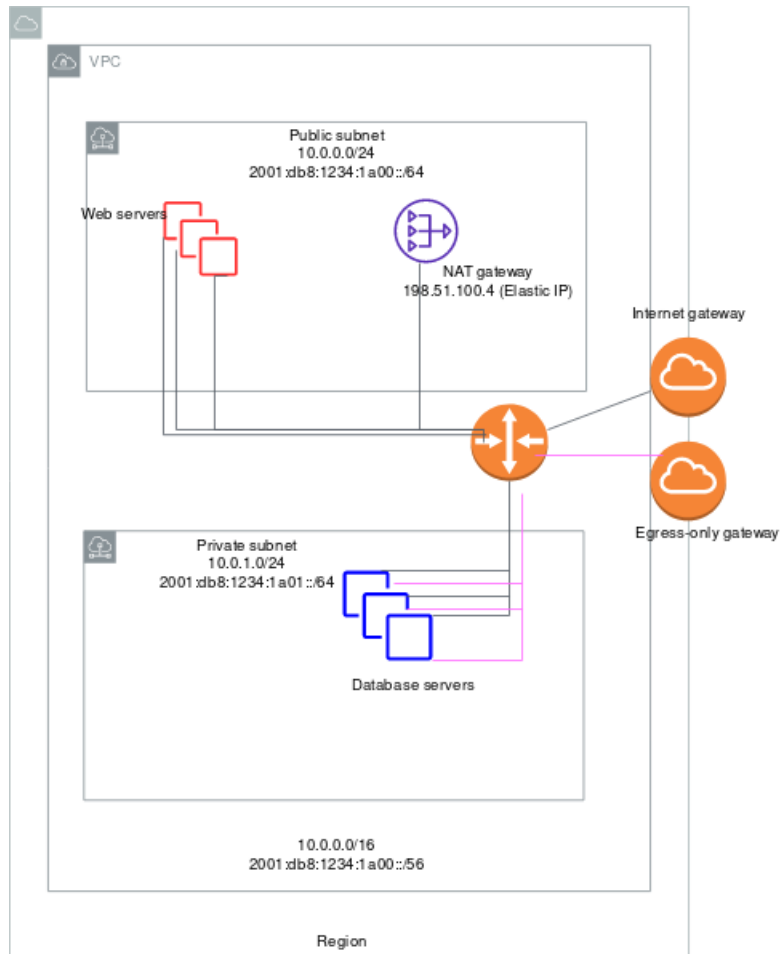 VPC
Public subnet
10.0.0.0/24
2001:db8:1234:1a00::/64
Web servers
NAT gateway
198.51.100.4 (Elastic IP)
Internet gateway
Egress-only gateway
Private subnet
10.0.1.0/24
2001:db8:1234:1a01::/64
Database servers
10.0.0.0/16
2001:db8:1234:1a00::/56
Region